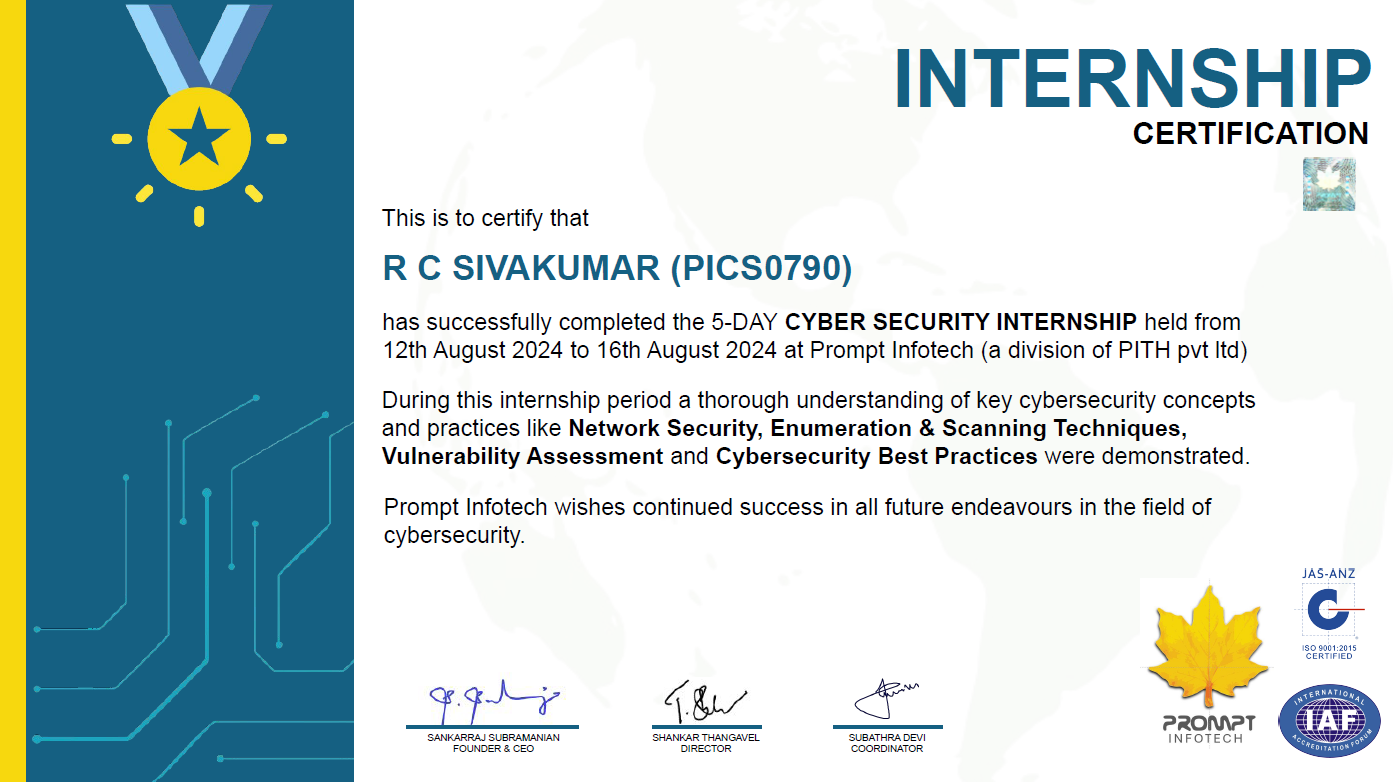 INTERNSHIP
CERTIFICATION
This is to certify that
R C SIVAKUMAR (PICS0790)
has successfully completed the 5-DAY CYBER SECURITY INTERNSHIP held from
12th August 2024 to 16th August 2024 at Prompt Infotech (a division of PITH pvt ltd)
During this internship period a thorough understanding of key cybersecurity concepts
and practices like Network Security, Enumeration & Scanning Techniques,
Vulnerability Assessment and Cybersecurity Best Practices were demonstrated.
Prompt Infotech wishes continued success in all future endeavours in the field of
cybersecurity.
SANKARRAJ SUBRAMANIAN
FOUNDER & CEO
SHANKAR THANGAVEL
DIRECTOR
SUBATHRA DEVI
COORDINATOR
PROMPT
INFOTECH
JAS-ANZ
ISO 9001:2015
CERTIFIED
INTERNATIONAL
IAF
ACCREDITATION FORUM